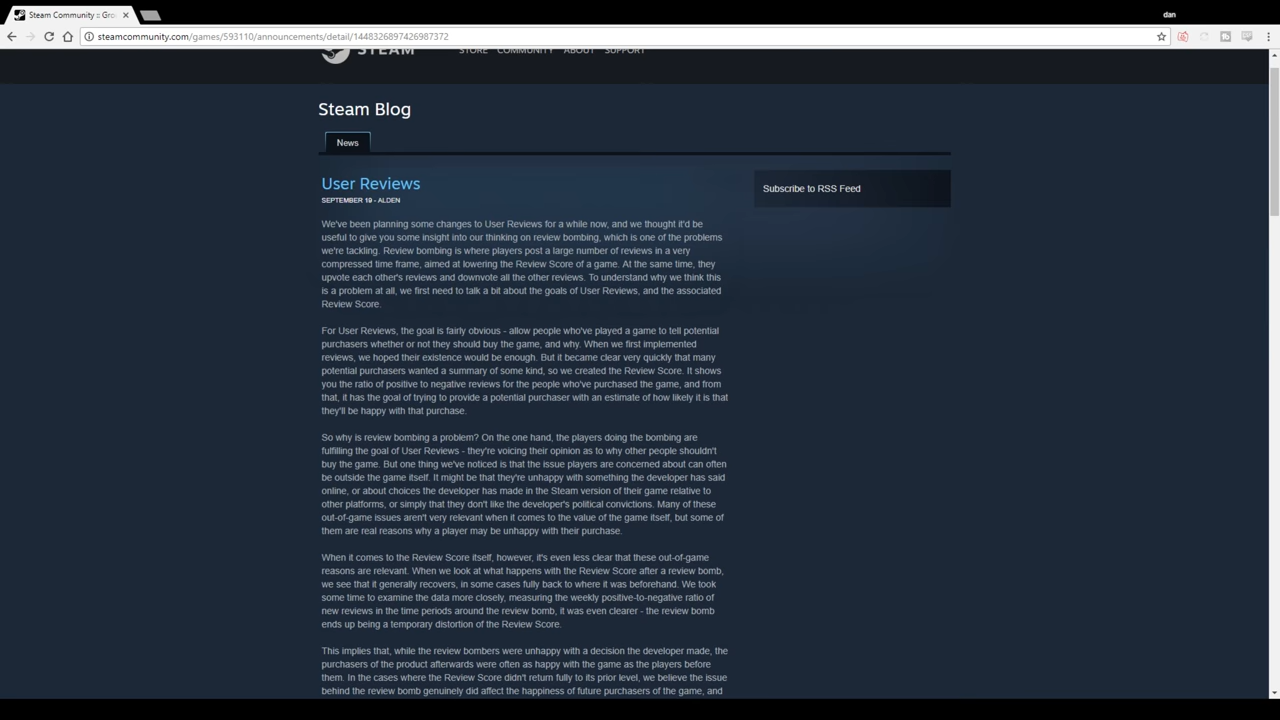 Steam Community :: Gro
dan
steamcommunity.com/games/593110/announcements/detail/1448326897426987372
STEAM
STORE COMMUNITY ABOUT SUPPORT
Steam Blog
News
User Reviews
Subscribe to RSS Feed
SEPTEMBER 19 - ALDEN
We've been planning some changes to User Reviews for a while now, and we thought it'd be
useful to give you some insight into our thinking on review bombing, which is one of the problems
we're tackling. Review bombing is where players post a large number of reviews in a very
compressed time frame, aimed at lowering the Review Score of a game. At the same time, they
upvote each other's reviews and downvote all the other reviews. To understand why we think this
is a problem at all, we first need to talk a bit about the goals of User Reviews, and the associated
Review Score.
For User Reviews, the goal is fairly obvious - allow people who've played a game to tell potential
purchasers whether or not they should buy the game, and why. When we first implemented
reviews, we hoped their existence would be enough. But it became clear very quickly that many
potential purchasers wanted a summary of some kind, so we created the Review Score. It shows
you the ratio of positive to negative reviews for the people who've purchased the game, and from
that, it has the goal of trying to provide a potential purchaser with an estimate of how likely it is that
they'll be happy with that purchase.
So why is review bombing a problem? On the one hand, the players doing the bombing are
fulfilling the goal of User Reviews - they're voicing their opinion as to why other people shouldn't
buy the game. But one thing we've noticed is that the issue players are concerned about can often
be outside the game itself. It might be that they're unhappy with something the developer has said
online, or about choices the developer has made in the Steam version of their game relative to
other platforms, or simply that they don't like the developer's political convictions. Many of these
out-of-game issues aren't very relevant when it comes to the value of the game itself, but some of
them are real reasons why a player may be unhappy with their purchase.
When it comes to the Review Score itself, however, it's even less clear that these out-of-game
reasons are relevant. When we look at what happens with the Review Score after a review bomb,
we see that it generally recovers, in some cases fully back to where it was beforehand. We took
some time to examine the data more closely, measuring the weekly positive-to-negative ratio of
new reviews in the time periods around the review bomb, it was even clearer - the review bomb
ends up being a temporary distortion of the Review Score.
This implies that, while the review bombers were unhappy with a decision the developer made, the
purchasers of the product afterwards were often as happy with the game as the players before
them. In the cases where the Review Score didn't return fully to its prior level, we believe the issue
behind the review bomb genuinely did affect the happiness of future purchasers of the game, and